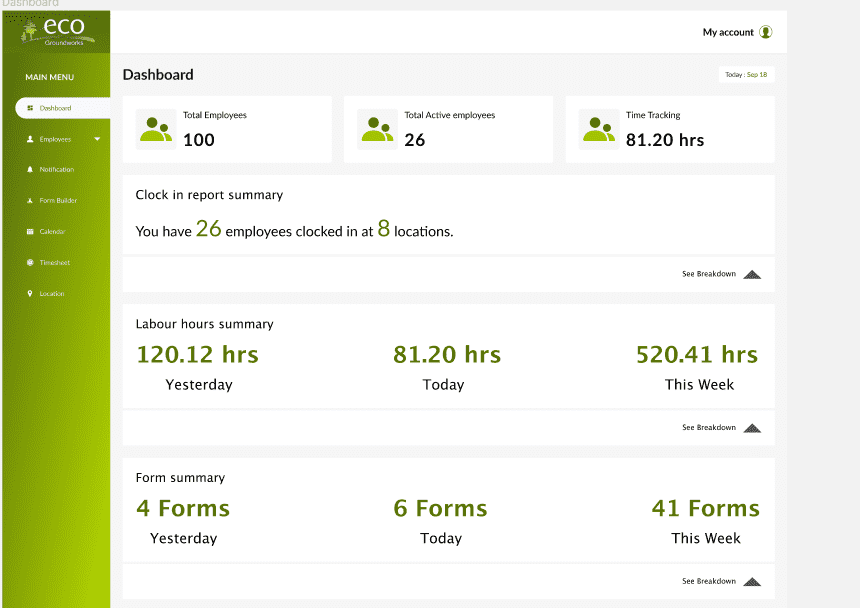 Dashboard
eco
Groundworks
My account
MAIN MENU
Dashboard
Employees
Notification
Form Builder
Calendar
Timesheet
Location
Dashboard
Today : Sep 18
Total Employees
100
Total Active employees
26
Time Tracking
81.20 hrs
Clock in report summary
You have 26 employees clocked in at 8 locations.
See Breakdown
Labour hours summary
120.12 hrs
81.20 hrs
520.41 hrs
Yesterday
Today
This Week
See Breakdown
Form summary
4 Forms
6 Forms
41 Forms
Yesterday
Today
This Week
See Breakdown